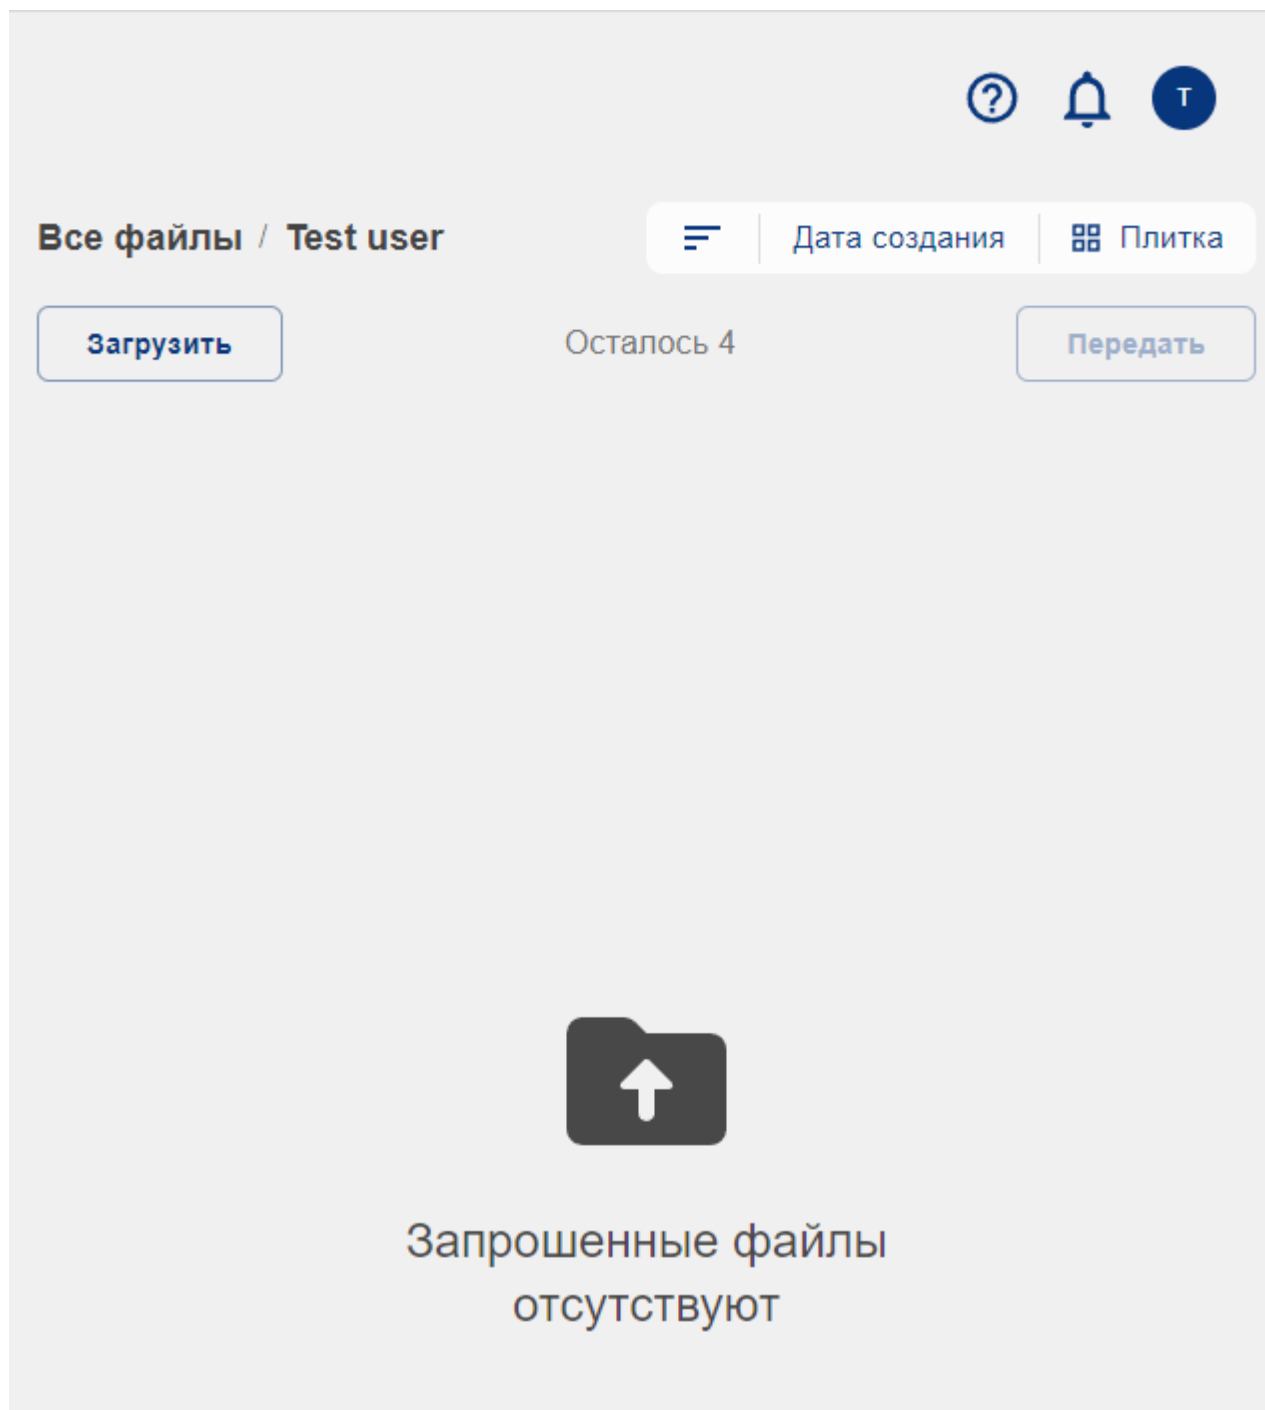 T
Все файлы / Test user
Дата создания
Плитка
Загрузить
Осталось 4
Передать
Запрошенные файлы
отсутствуют